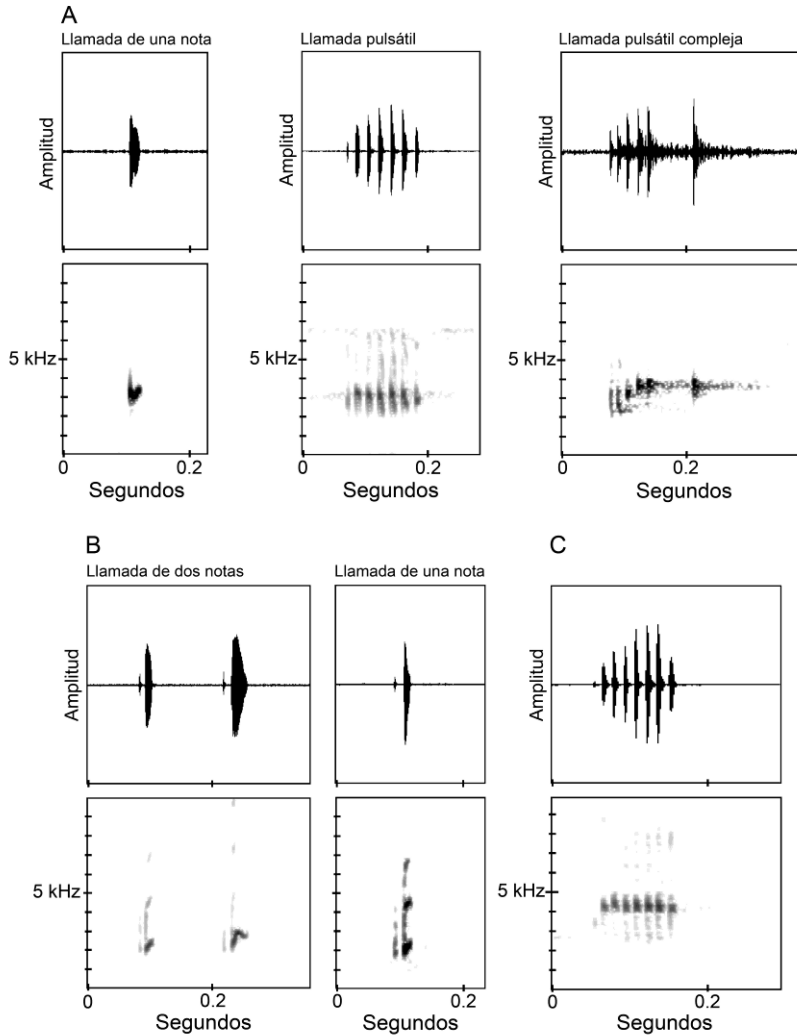 A
Llamada de una nota
Llamada pulsátil
Llamada pulsátil compleja
Amplitud
Amplitud
Amplitud
5 kHz
5 kHz
5 kHz
0
0.2
0
0.2
0
0.2
Segundos
Segundos
Segundos
B
C
Llamada de dos notas
Llamada de una nota
Amplitud
Amplitud
5 kHz
5 kHz
0
0.2
0
0.2
0
0.2
Segundos
Segundos
Segundos